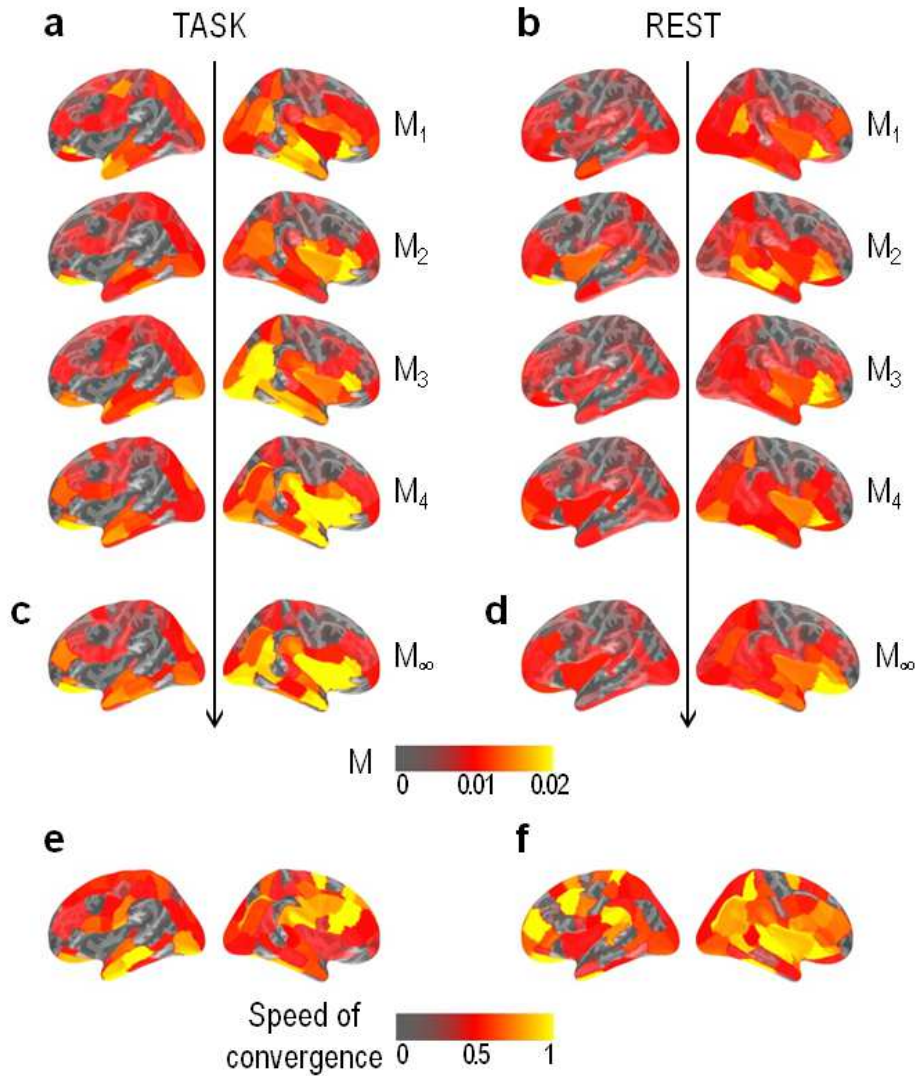 a TASK
b REST
M1
M1
M2
M2
M3
M3
M4
M4
c
d
M∞
M∞
M
0 0.01 0.02
e
f
Speed of
convergence
0 0.5 1